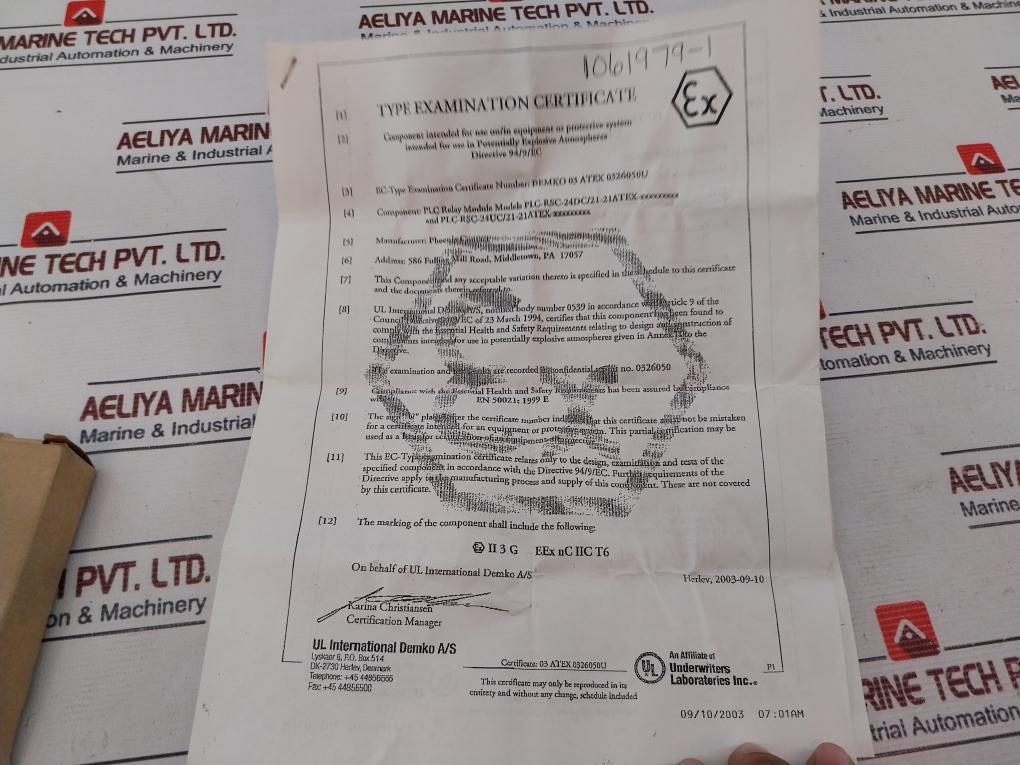 1061979-1
Ex
[1] TYPE EXAMINATION CERTIFICATE
[2] Component intended for use on/in equipment or protective system
intended for use in Potentially Explosive Atmospheres
Directive 94/9/EC
[3] EC-Type Examination Certificate Number: DEMKO 03 ATEX 0326050U
[4] Component: PLC Relay Module Models PLC-RSC-24DC/21-21ATEX-xxxxxxxxx
and PLC-RSC-24UC/21-21ATEX-xxxxxxxxx
[5] Manufacturer:
[6] Address: 586 Mill Road, Middletown, PA 17057
[7] This Component and any acceptable variation thereto is specified in the schedule to this certificate
and the documents therein referred to.
[8] UL International Demko A/S, notified body number 0539 in accordance with Article 9 of the
Council Directive 94/9/EC of 23 March 1994, certifies that this component has been found to
comply with the Essential Health and Safety Requirements relating to design and construction of
components intended for use in potentially explosive atmospheres given in Annex II to the
Directive.
The examination and are recorded in confidential report no. 0326050
[9] Compliance with the Essential Health and Safety Requirements has been assured by compliance
with EN 50021: 1999 E
[10] The sign "U" placed after the certificate number indicates that this certificate must not be mistaken
for a certificate intended for an equipment or protective system. This partial certification may be
used as a basis for certification of an equipment or protective
[11] This EC-Type examination certificate relates only to the design, examination and tests of the
specified component in accordance with the Directive 94/9/EC. Further requirements of the
Directive apply to the manufacturing process and supply of this component. These are not covered
by this certificate.
[12] The marking of the component shall include the following:
Ex II 3 G EEx nC IIC T6
On behalf of UL International Demko A/S
Herlev, 2003-09-10
Karina Christiansen
Certification Manager
UL International Demko A/S
Lyskaer 8, P.O. Box 514
DK-2730 Herlev, Denmark
Telephone: +45 44856565
Fax: +45 44856500
Certificate: 03 ATEX 0326050U
This certificate may only be reproduced in its
entirety and without any change, schedule included
UL
An Affiliate of
Underwriters
Laboratories Inc.®
P1
09/10/2003 07:01AM
MARINE TECH PVT. LTD.
dustrial Automation & Machinery
AELIYA MARINE TECH PVT. LTD.
Marine & Industrial Automation & Machinery
& Industrial Automation & Machin
AELIYA MARIN
Marine & Industrial A
T. LTD.
Machinery
AE
Ma
AELIYA MARINE TE
Marine & Industrial Auto
NE TECH PVT. LTD.
l Automation & Machinery
ECH PVT. LTD.
tomation & Machinery
AELIYA MARIN
Marine & Industrial
AELIY
Marine
PVT. LTD.
on & Machinery
RINE TECH P
trial Automation